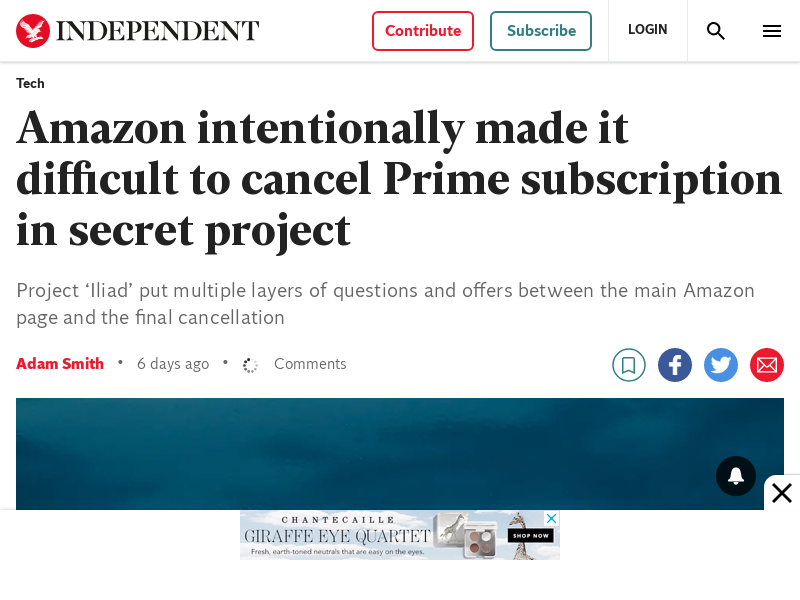 INDEPENDENT
Contribute
Subscribe
LOGIN
Tech
Amazon intentionally made it
difficult to cancel Prime subscription
in secret project
Project ‘Iliad’ put multiple layers of questions and offers between the main Amazon
page and the final cancellation
Adam Smith • 6 days ago • Comments
CHANTECAILLE
GIRAFFE EYE QUARTET
Fresh, earth-toned neutrals that are easy on the eyes.
SHOP NOW